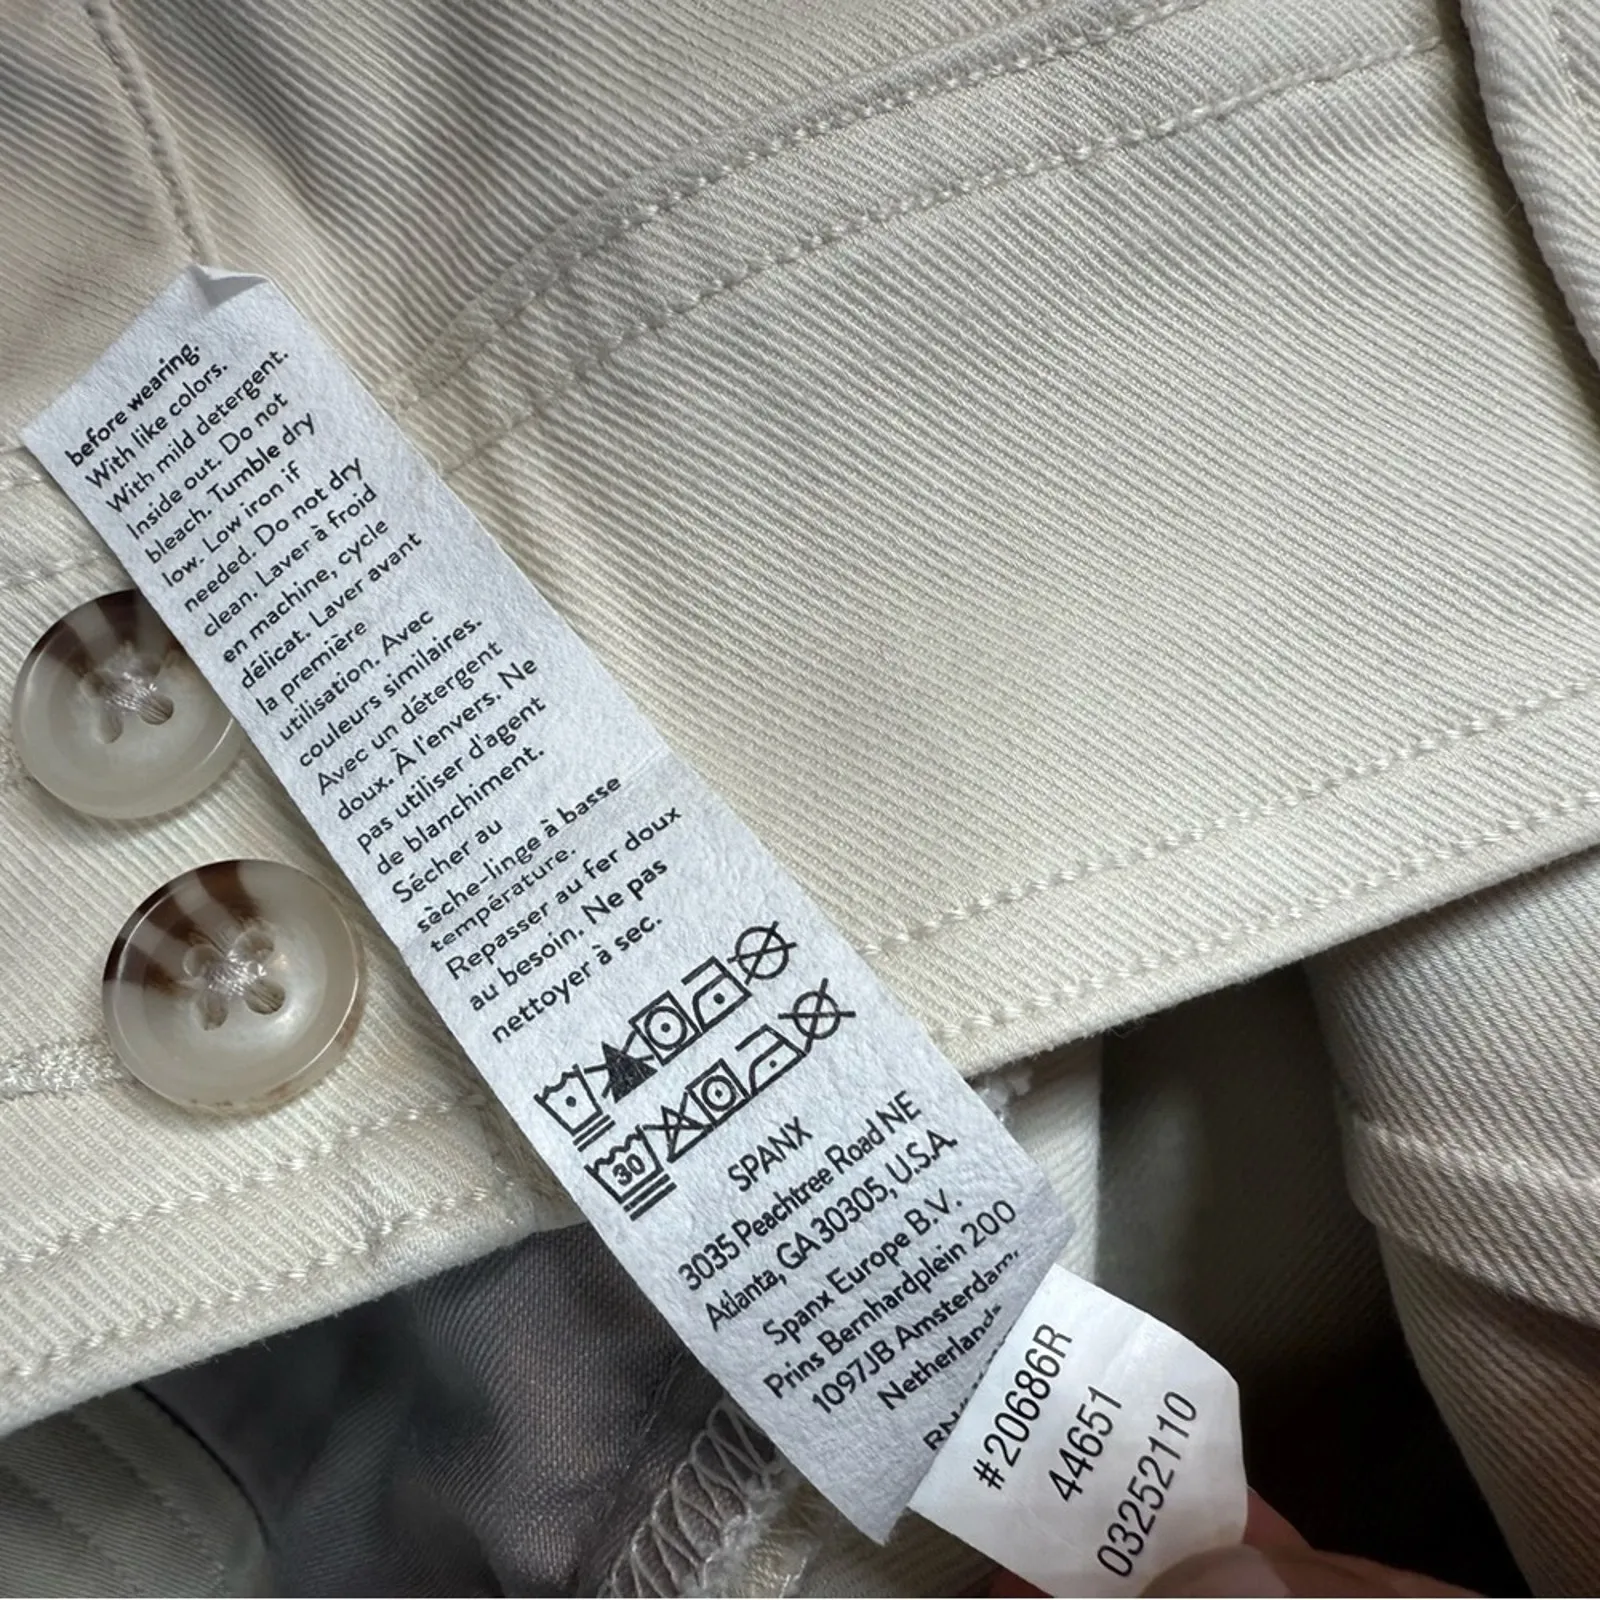 before wearing.
With like colors.
With mild detergent.
Inside out. Do not
bleach. Tumble dry
low. Low iron if
needed. Do not dry
clean. Laver à froid
en machine, cycle
délicat. Laver avant
la première
utilisation. Avec
couleurs similaires.
Avec un détergent
doux. À l'envers. Ne
pas utiliser d'agent
de blanchiment.
Sécher au
sèche-linge à basse
température.
Repasser au fer doux
au besoin. Ne pas
nettoyer à sec.
30
SPANX
3035 Peachtree Road NE
Atlanta, GA 30305, U.S.A.
Spanx Europe B.V.
Prins Bernhardplein 200
1097JB Amsterdam,
Netherlands
RN
#20686R
44651
03252110